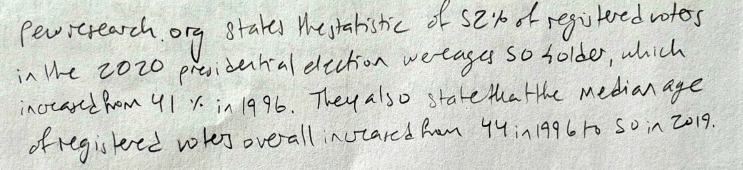 pewresearch.org states the statistic of 52% of registered voters
in the 2020 presidential election were ages 50 & older, which
increased from 41% in 1996. They also state that the median age
of registered voters overall increased from 44 in 1996 to 50 in 2019.